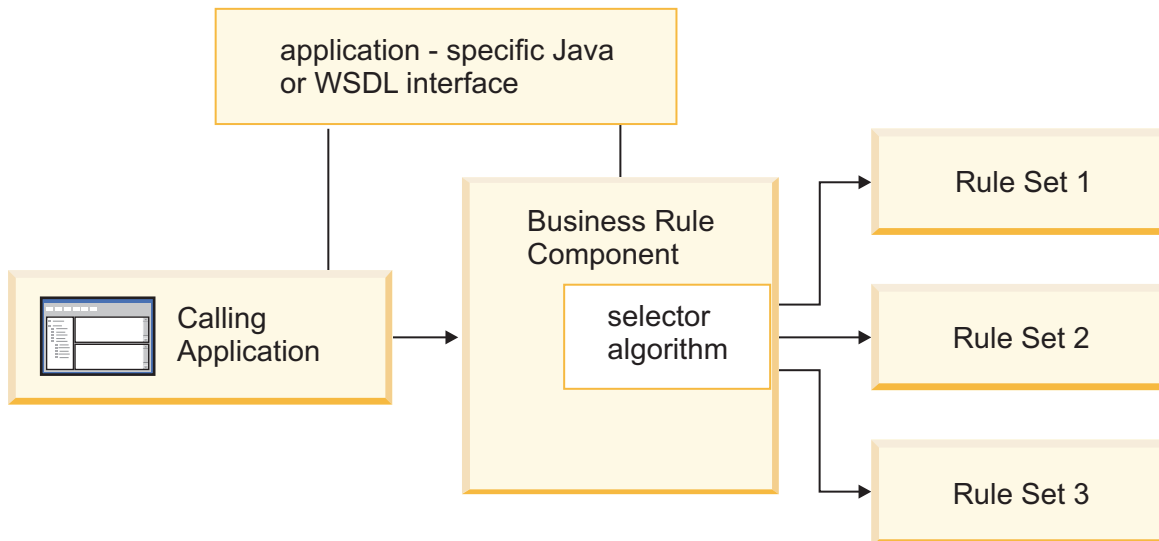 application - specific Java
or WSDL interface
Business Rule
Component
selector
algorithm
Calling
Application
Rule Set 1
Rule Set 2
Rule Set 3